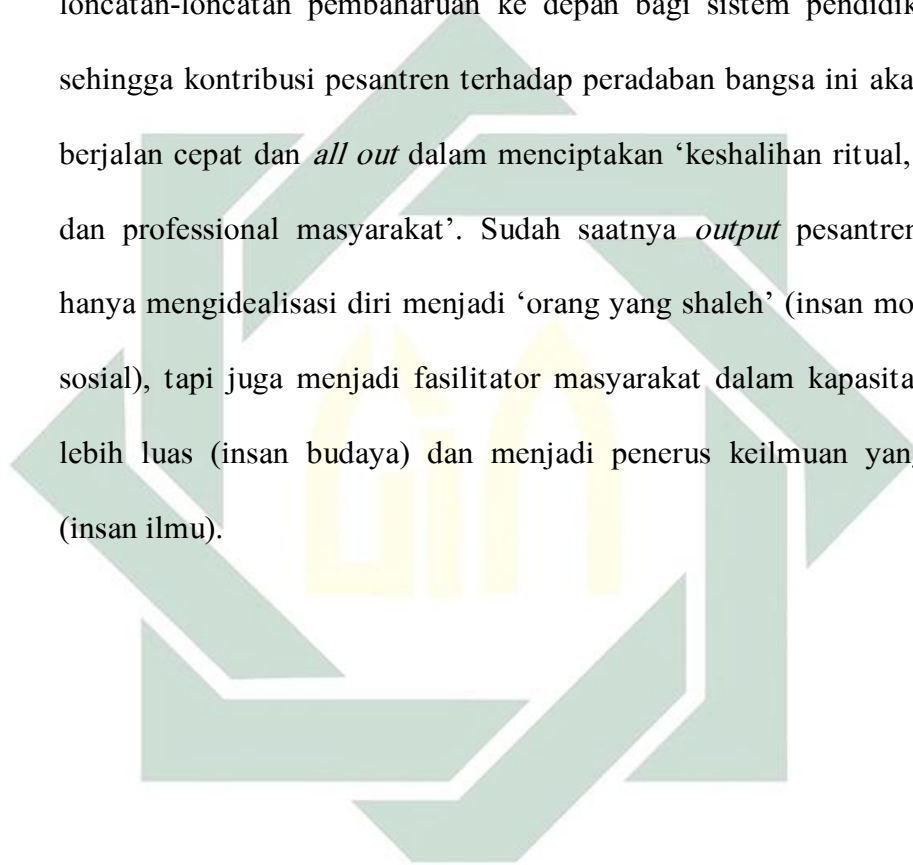 loncatan-loncatan pembaharuan ke depan bagi sistem pendidik
sehingga kontribusi pesantren terhadap peradaban bangsa ini aka
berjalan cepat dan all out dalam menciptakan ‘keshalihan ritual,
dan professional masyarakat’. Sudah saatnya output pesantren
hanya mengidealisasi diri menjadi ‘orang yang shaleh’ (insan mo
sosial), tapi juga menjadi fasilitator masyarakat dalam kapasita
lebih luas (insan budaya) dan menjadi penerus keilmuan yang
(insan ilmu).